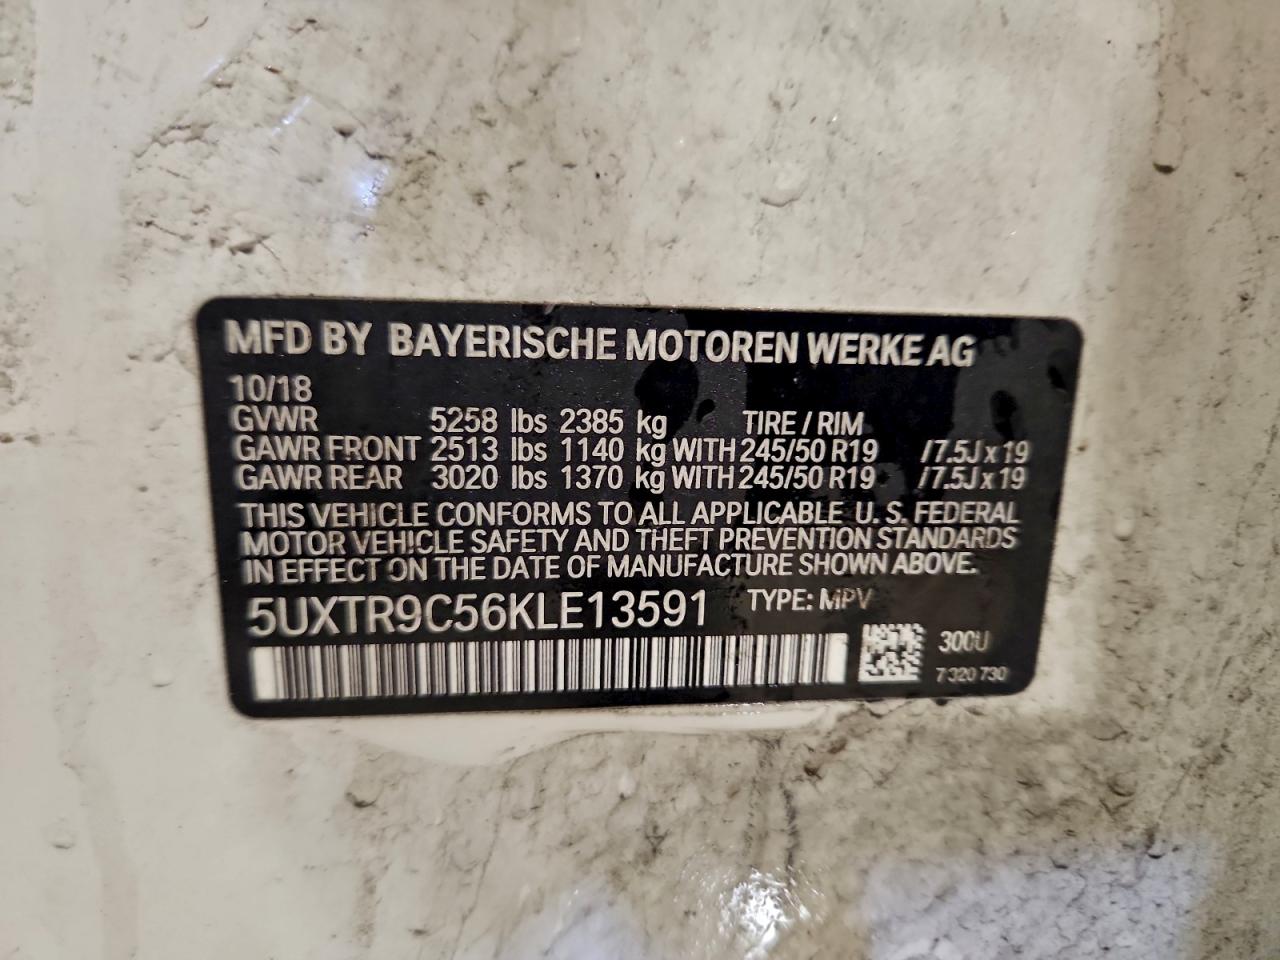 MFD BY BAYERISCHE MOTOREN WERKE AG
10/18
GVWR 5258 lbs 2385 kg TIRE / RIM
GAWR FRONT 2513 lbs 1140 kg WITH 245/50 R19 /7.5J x 19
GAWR REAR 3020 lbs 1370 kg WITH 245/50 R19 /7.5J x 19
THIS VEHICLE CONFORMS TO ALL APPLICABLE U. S. FEDERAL
MOTOR VEHICLE SAFETY AND THEFT PREVENTION STANDARDS
IN EFFECT ON THE DATE OF MANUFACTURE SHOWN ABOVE.
5UXTR9C56KLE13591 TYPE: MPV
300U
7 320 730